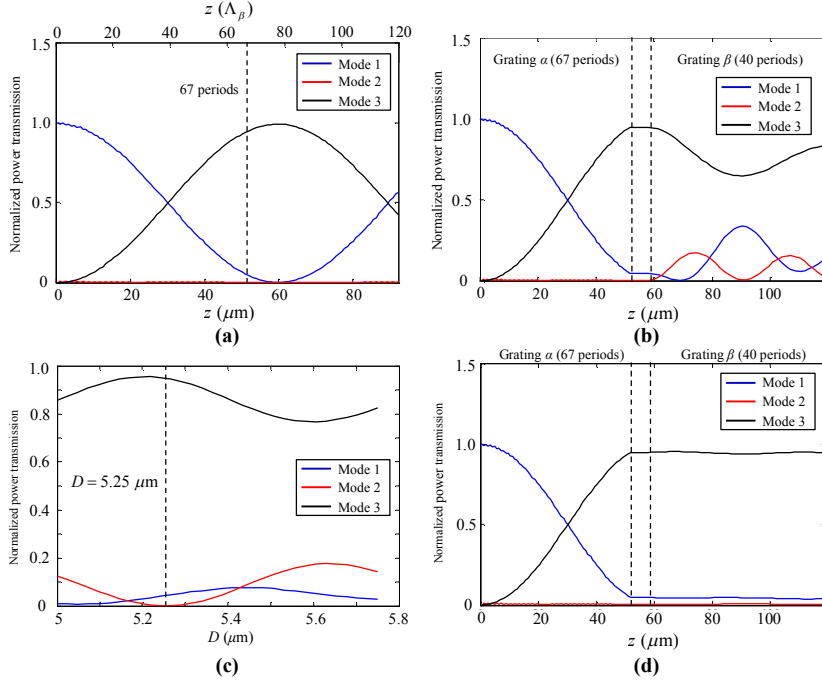 z (Λβ)
0 20 40 60 80 100 120
1.5
1.0
0.5
0
Normalized power transmission
67 periods
Mode 1
Mode 2
Mode 3
0 20 40 60 80
z (μm)
(a)
1.5
1.0
0.5
0
Normalized power transmission
Grating α (67 periods)
Grating β (40 periods)
Mode 1
Mode 2
Mode 3
0 20 40 60 80 100
z (μm)
(b)
1.0
0.8
0.6
0.4
0.2
0
Normalized power transmission
D = 5.25 μm
Mode 1
Mode 2
Mode 3
5 5.2 5.4 5.6 5.8
D (μm)
(c)
Grating α (67 periods)
Grating β (40 periods)
1.5
1.0
0.5
0
Normalized power transmission
Mode 1
Mode 2
Mode 3
0 20 40 60 80 100
z (μm)
(d)